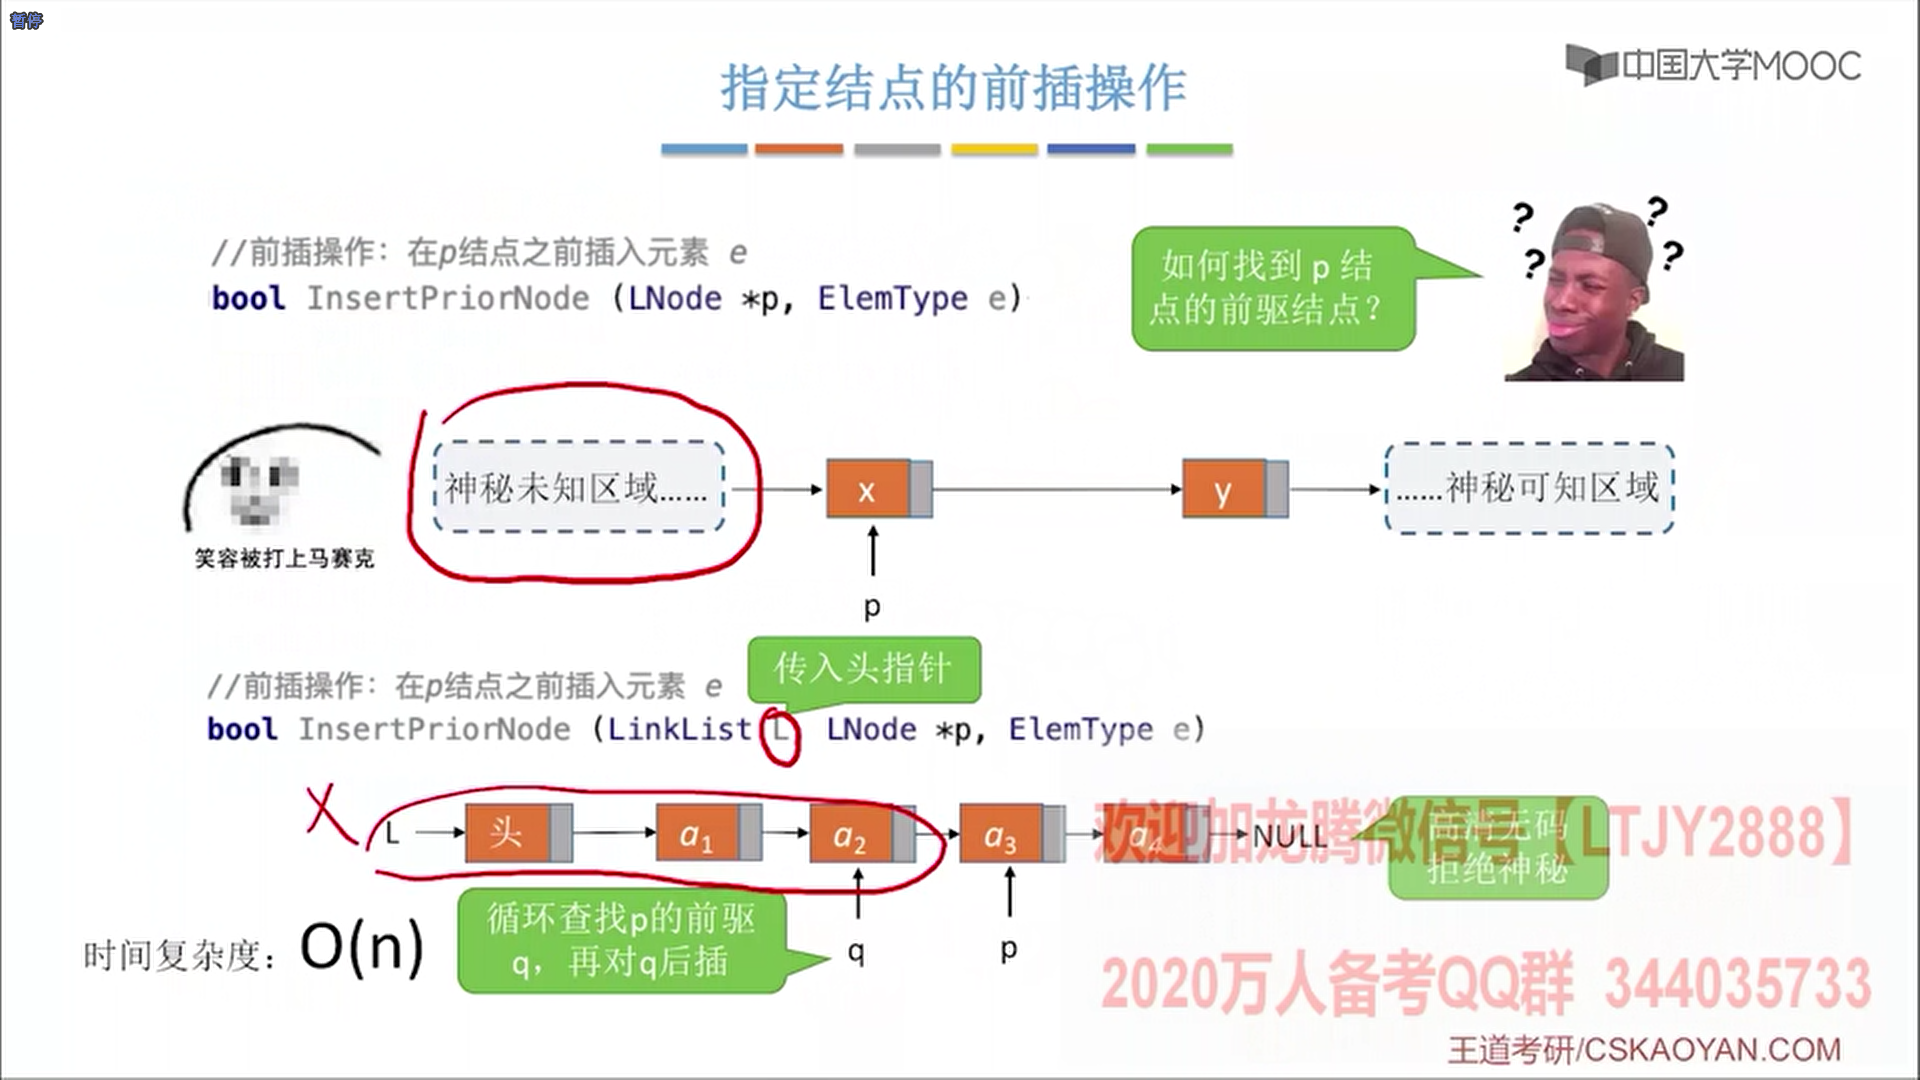 暂停
指定结点的前插操作
中国大学MOOC
//前插操作：在p结点之前插入元素 e
bool InsertPriorNode (LNode *p, ElemType e)
如何找到 p 结
点的前驱结点？
? ? ? ?
神秘未知区域……
x
y
……神秘可知区域
笑容被打上马赛克
p
传入头指针
//前插操作：在p结点之前插入元素 e
bool InsertPriorNode (LinkList L LNode *p, ElemType e)
X
L 头 a1 a2 a3 a4 NULL
高清无码
拒绝神秘
欢迎加龙腾微信号【LTJY2888】
循环查找p的前驱
q，再对q后插
q
p
时间复杂度：O(n)
2020万人备考QQ群 344035733
王道考研/CSKAOYAN.COM